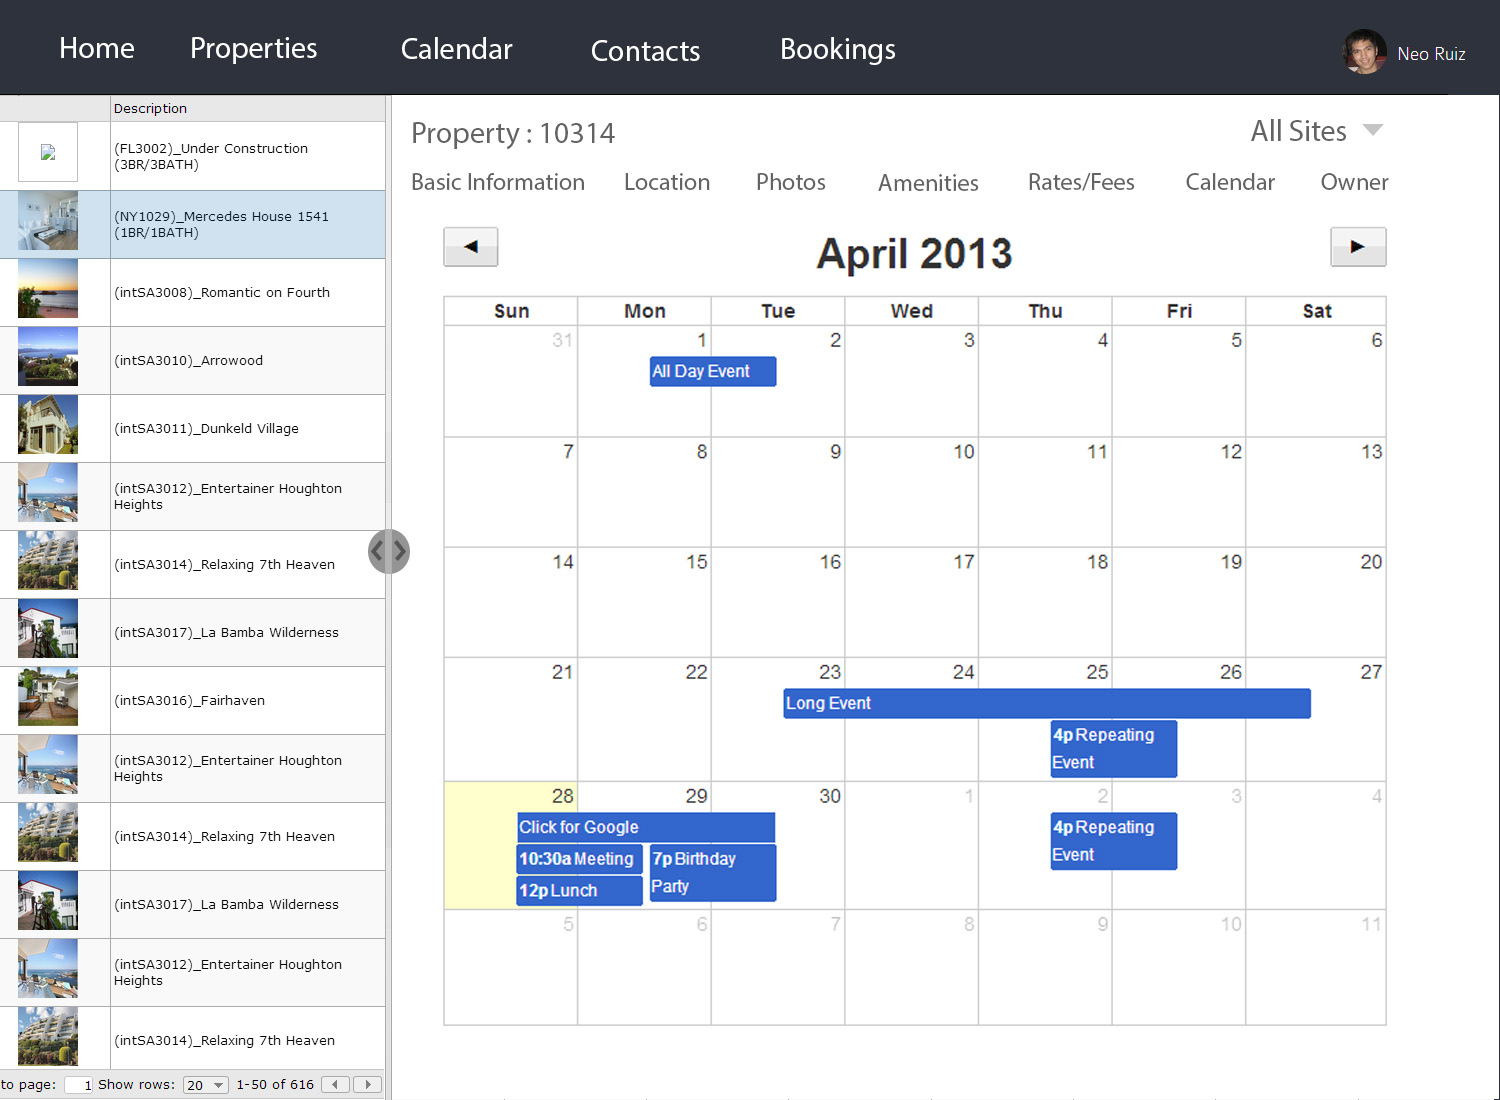 Home Properties Calendar Contacts Bookings Neo Ruiz
Description
(FL3002)_Under Construction
(3BR/3BATH)
(NY1029)_Mercedes House 1541
(1BR/1BATH)
(intSA3008)_Romantic on Fourth
(intSA3010)_Arrowood
(intSA3011)_Dunkeld Village
(intSA3012)_Entertainer Houghton
Heights
(intSA3014)_Relaxing 7th Heaven
(intSA3017)_La Bamba Wilderness
(intSA3016)_Fairhaven
(intSA3012)_Entertainer Houghton
Heights
(intSA3014)_Relaxing 7th Heaven
(intSA3017)_La Bamba Wilderness
(intSA3012)_Entertainer Houghton
Heights
(intSA3014)_Relaxing 7th Heaven
to page: 1 Show rows: 20 1-50 of 616
Property : 10314 All Sites
Basic Information Location Photos Amenities Rates/Fees Calendar Owner
April 2013
Sun Mon Tue Wed Thu Fri Sat
31 1 2 3 4 5 6
All Day Event
7 8 9 10 11 12 13
14 15 16 17 18 19 20
21 22 23 24 25 26 27
Long Event
4p Repeating
Event
28 29 30 1 2 3 4
Click for Google 4p Repeating
10:30a Meeting 7p Birthday Event
12p Lunch Party
5 6 7 8 9 10 11